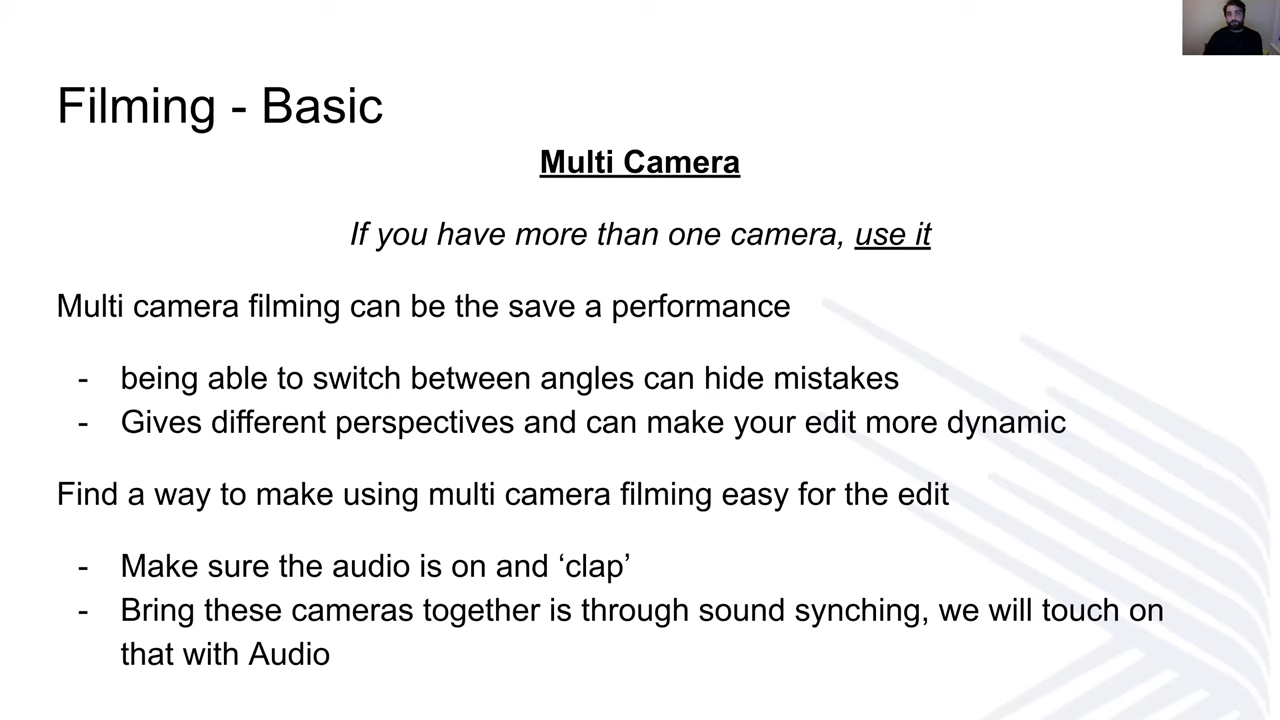 Filming - Basic
Multi Camera
If you have more than one camera, use it
Multi camera filming can be the save a performance
- being able to switch between angles can hide mistakes
- Gives different perspectives and can make your edit more dynamic
Find a way to make using multi camera filming easy for the edit
- Make sure the audio is on and ‘clap’
- Bring these cameras together is through sound synching, we will touch on
that with Audio